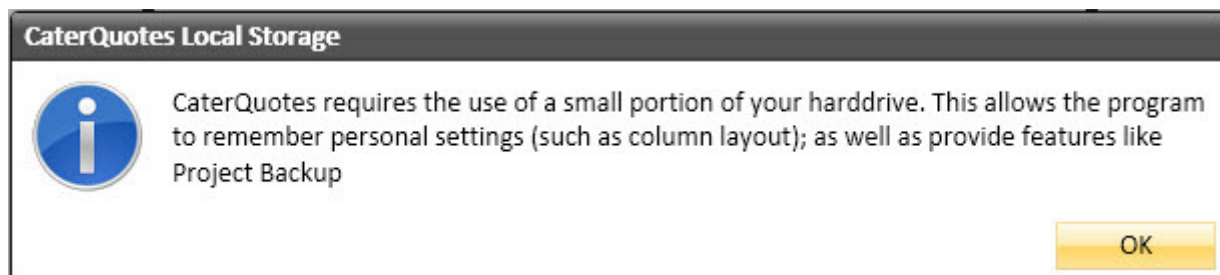 CaterQuotes Local Storage
CaterQuotes requires the use of a small portion of your harddrive. This allows the program
to remember personal settings (such as column layout); as well as provide features like
Project Backup
OK